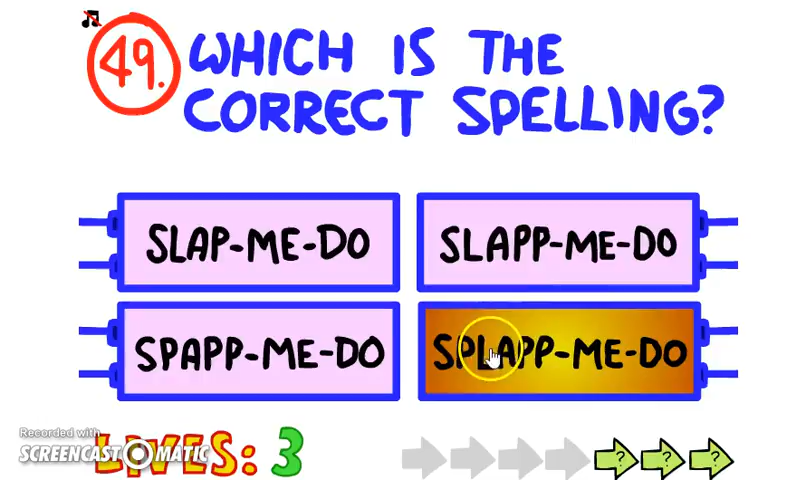 49.
WHICH IS THE
CORRECT SPELLING?
SLAP-ME-DO
SLAPP-ME-DO
SPAPP-ME-DO
SPLAPP-ME-DO
Recorded with
SCREENCAST-O-MATIC
LIVES: 3
? ? ?